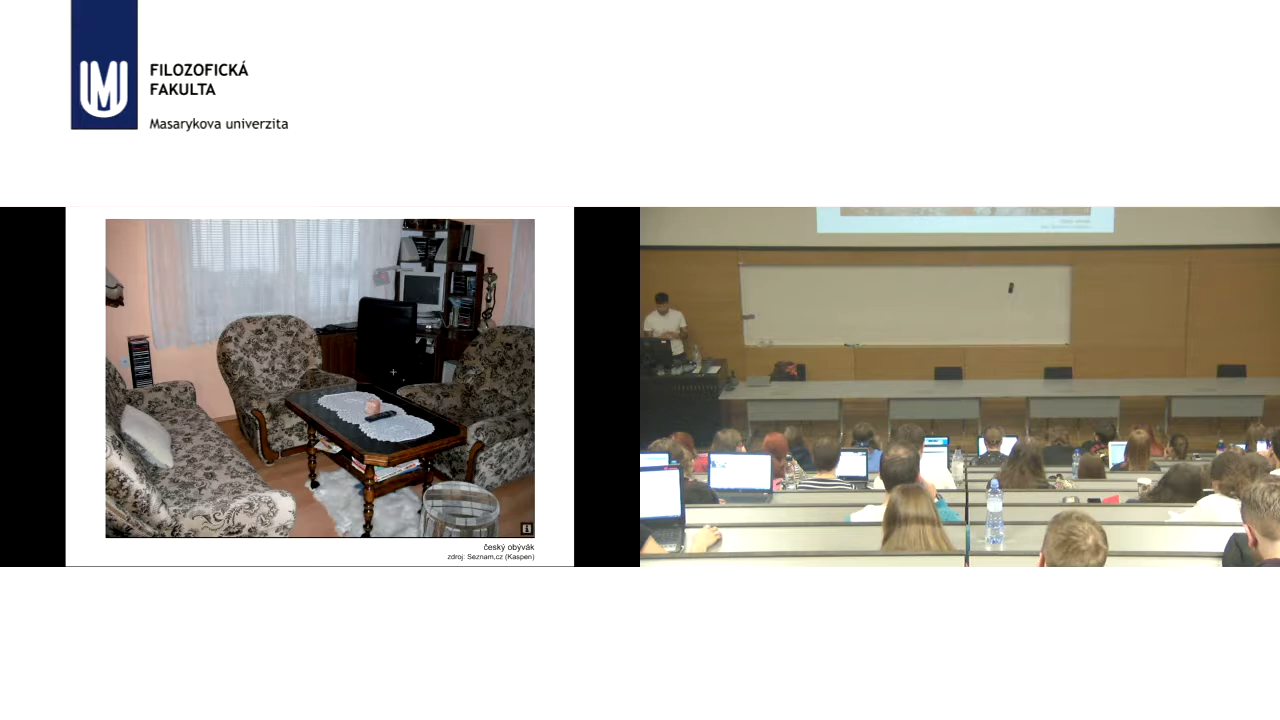 FILOZOFICKÁ
FAKULTA
Masarykova univerzita
český obývák
zdroj: Seznam,cz (Kaspen)